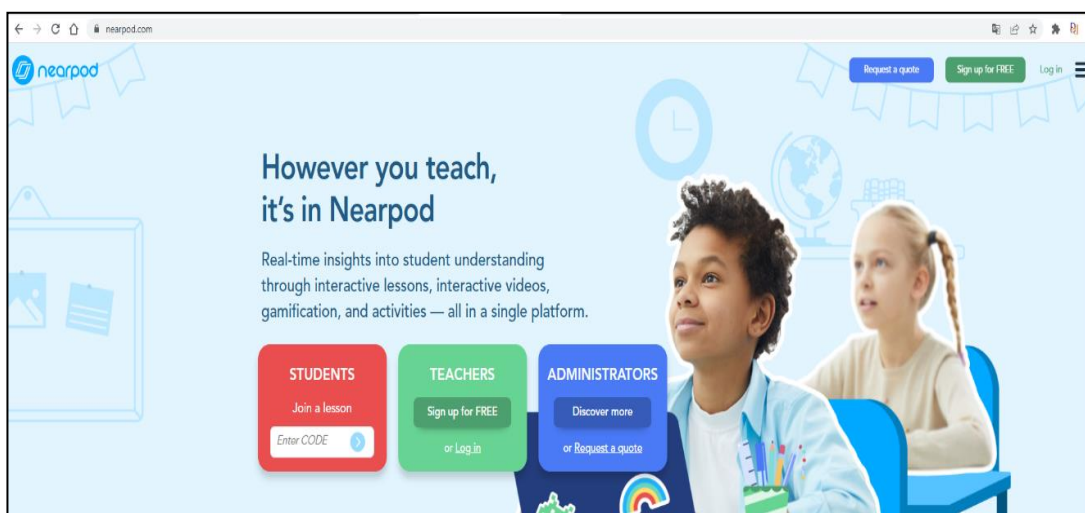 nearpod.com
nearpod
Request a quote
Sign up for FREE
Log in
However you teach,
it's in Nearpod
Real-time insights into student understanding
through interactive lessons, interactive videos,
gamification, and activities — all in a single platform.
STUDENTS
Join a lesson
Enter CODE
TEACHERS
Sign up for FREE
or Log in
ADMINISTRATORS
Discover more
or Request a quote